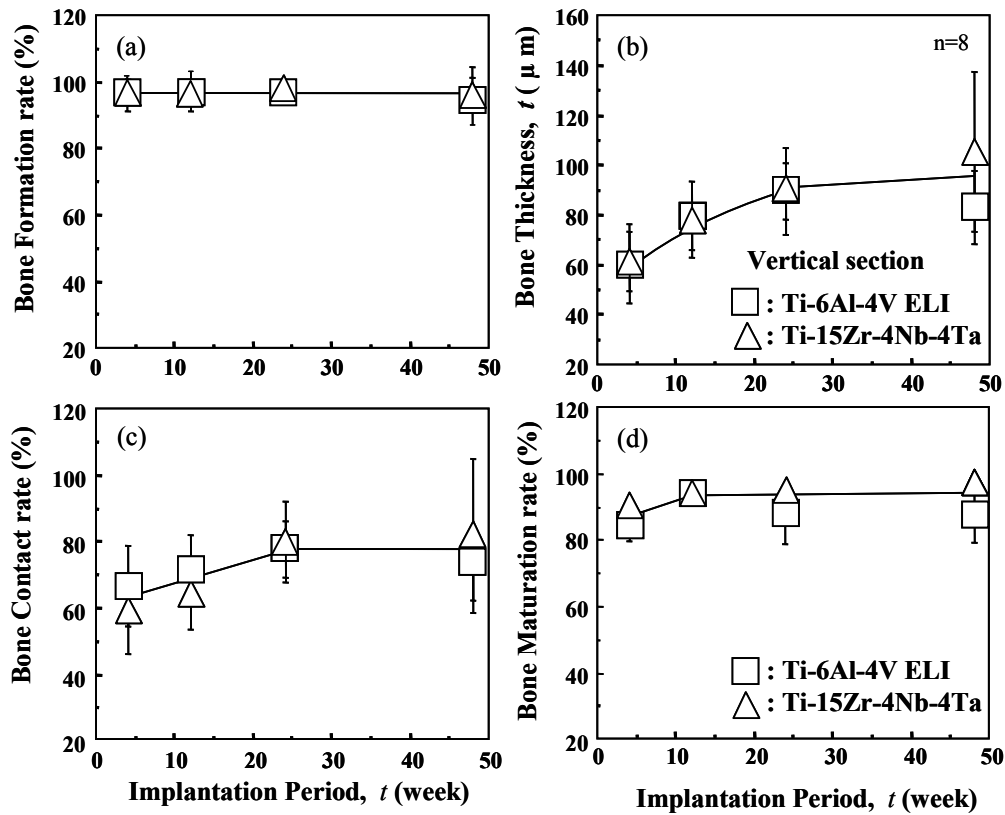 120
100
80
60
40
20
Bone Formation rate (%)
(a)
0 10 20 30 40 50
160
140
120
100
80
60
40
20
Bone Thickness, t ( μ m)
(b)
n=8
Vertical section
: Ti-6Al-4V ELI
: Ti-15Zr-4Nb-4Ta
0 10 20 30 40 50
120
100
80
60
40
20
Bone Contact rate (%)
(c)
0 10 20 30 40 50
Implantation Period, t (week)
120
100
80
60
40
20
Bone Maturation rate (%)
(d)
: Ti-6Al-4V ELI
: Ti-15Zr-4Nb-4Ta
0 10 20 30 40 50
Implantation Period, t (week)